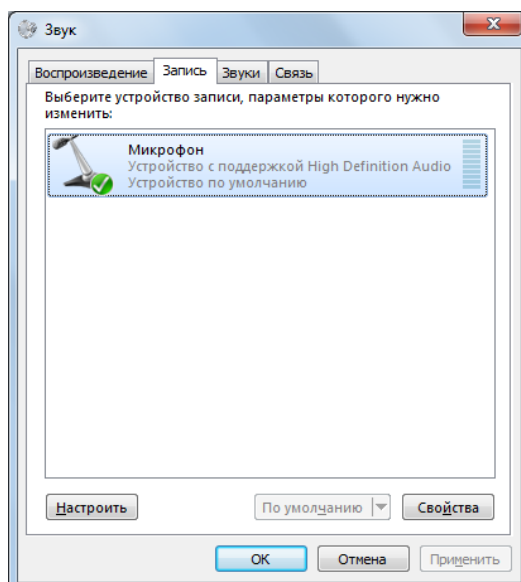 Звук
Воспроизведение Запись Звуки Связь
Выберите устройство записи, параметры которого нужно
изменить:
Микрофон
Устройство с поддержкой High Definition Audio
Устройство по умолчанию
Настроить По умолчанию Свойства
OK Отмена Применить